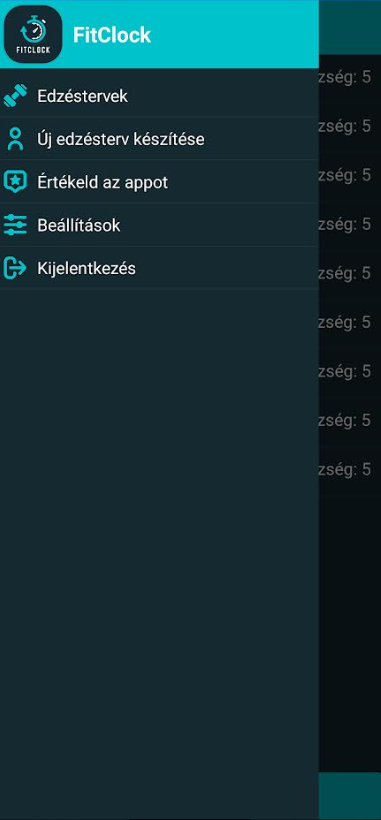 FITCLOCK
FitClock
Edzéstervek
Új edzésterv készítése
Értékeld az appot
Beállítások
Kijelentkezés
zség: 5
zség: 5
zség: 5
zség: 5
zség: 5
zség: 5
zség: 5
zség: 5
zség: 5